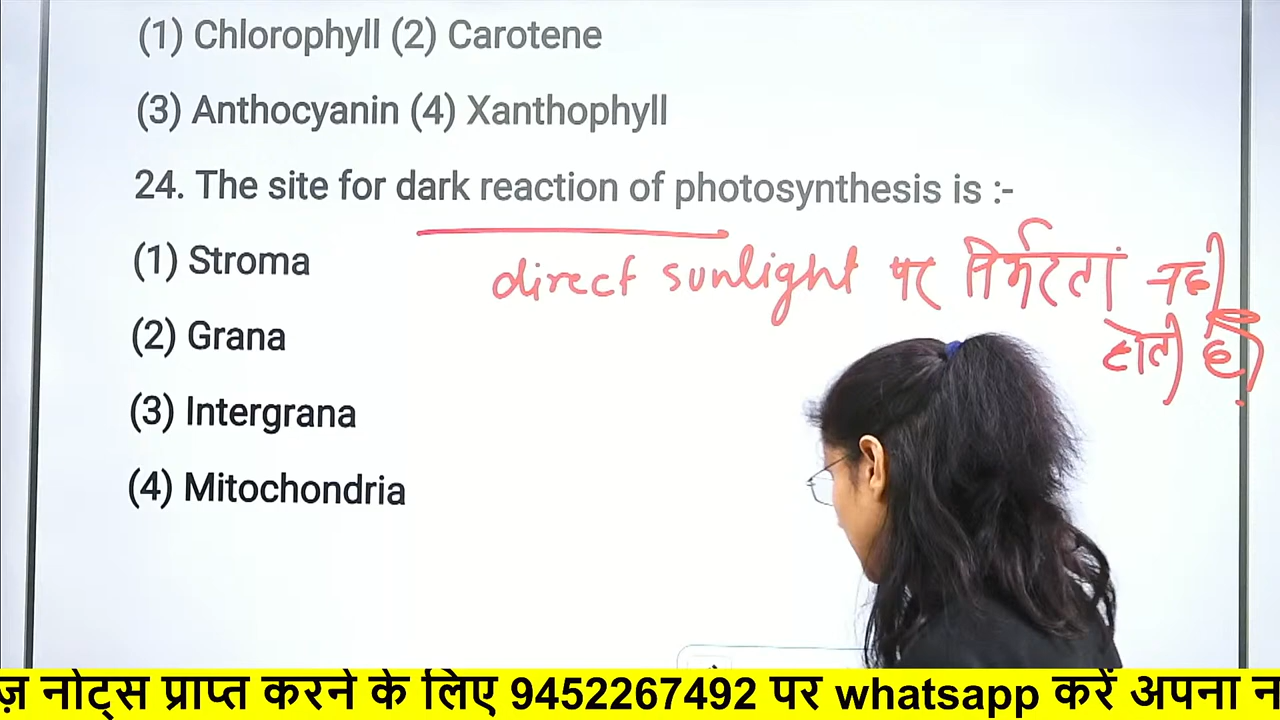 (1) Chlorophyll (2) Carotene
(3) Anthocyanin (4) Xanthophyll
24. The site for dark reaction of photosynthesis is :-
(1) Stroma
direct sunlight पर निर्भरता नही
होती है।
(2) Grana
(3) Intergrana
(4) Mitochondria
ज़ नोट्स प्राप्त करने के लिए 9452267492 पर whatsapp करें अपना न